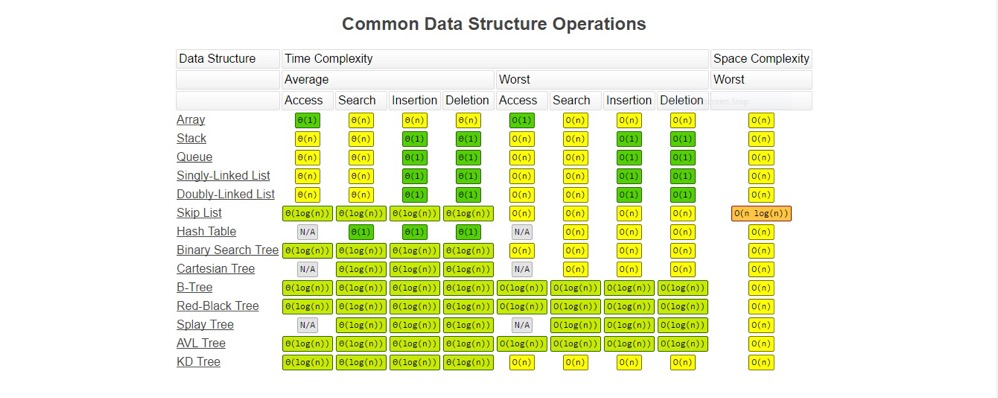 Common Data Structure Operations
Data Structure Time Complexity Space Complexity
Average Worst Worst
Access Search Insertion Deletion Access Search Insertion Deletion
Array Θ(1) Θ(n) Θ(n) Θ(n) O(1) O(n) O(n) O(n) O(n)
Stack Θ(n) Θ(n) Θ(1) Θ(1) O(n) O(n) O(1) O(1) O(n)
Queue Θ(n) Θ(n) Θ(1) Θ(1) O(n) O(n) O(1) O(1) O(n)
Singly-Linked List Θ(n) Θ(n) Θ(1) Θ(1) O(n) O(n) O(1) O(1) O(n)
Doubly-Linked List Θ(n) Θ(n) Θ(1) Θ(1) O(n) O(n) O(1) O(1) O(n)
Skip List Θ(log(n)) Θ(log(n)) Θ(log(n)) Θ(log(n)) O(n) O(n) O(n) O(n) O(n log(n))
Hash Table N/A Θ(1) Θ(1) Θ(1) N/A O(n) O(n) O(n) O(n)
Binary Search Tree Θ(log(n)) Θ(log(n)) Θ(log(n)) Θ(log(n)) O(n) O(n) O(n) O(n) O(n)
Cartesian Tree N/A Θ(log(n)) Θ(log(n)) Θ(log(n)) N/A O(n) O(n) O(n) O(n)
B-Tree Θ(log(n)) Θ(log(n)) Θ(log(n)) Θ(log(n)) O(log(n)) O(log(n)) O(log(n)) O(log(n)) O(n)
Red-Black Tree Θ(log(n)) Θ(log(n)) Θ(log(n)) Θ(log(n)) O(log(n)) O(log(n)) O(log(n)) O(log(n)) O(n)
Splay Tree N/A Θ(log(n)) Θ(log(n)) Θ(log(n)) N/A O(log(n)) O(log(n)) O(log(n)) O(n)
AVL Tree Θ(log(n)) Θ(log(n)) Θ(log(n)) Θ(log(n)) O(log(n)) O(log(n)) O(log(n)) O(log(n)) O(n)
KD Tree Θ(log(n)) Θ(log(n)) Θ(log(n)) Θ(log(n)) O(n) O(n) O(n) O(n) O(n)